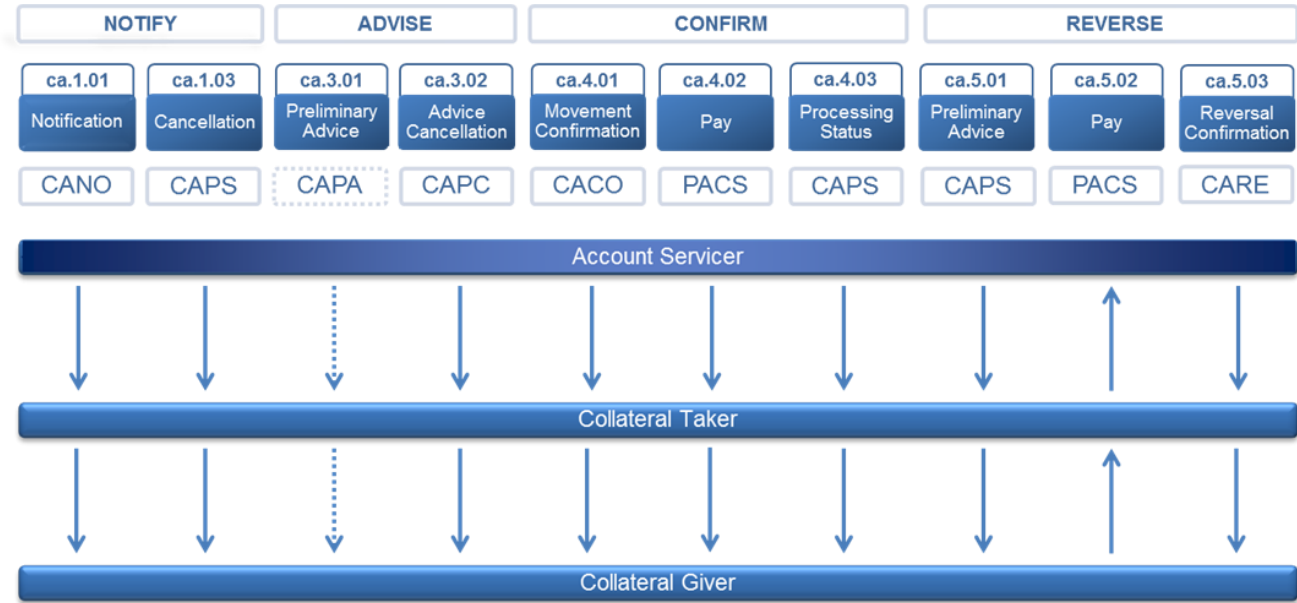 NOTIFY ADVISE CONFIRM REVERSE
ca.1.01 ca.1.03 ca.3.01 ca.3.02 ca.4.01 ca.4.02 ca.4.03 ca.5.01 ca.5.02 ca.5.03
Notification Cancellation Preliminary Advice Advice Cancellation Movement Confirmation Pay Processing Status Preliminary Advice Pay Reversal Confirmation
CANO CAPS CAPA CAPC CACO PACS CAPS CAPS PACS CARE
Account Servicer
Collateral Taker
Collateral Giver